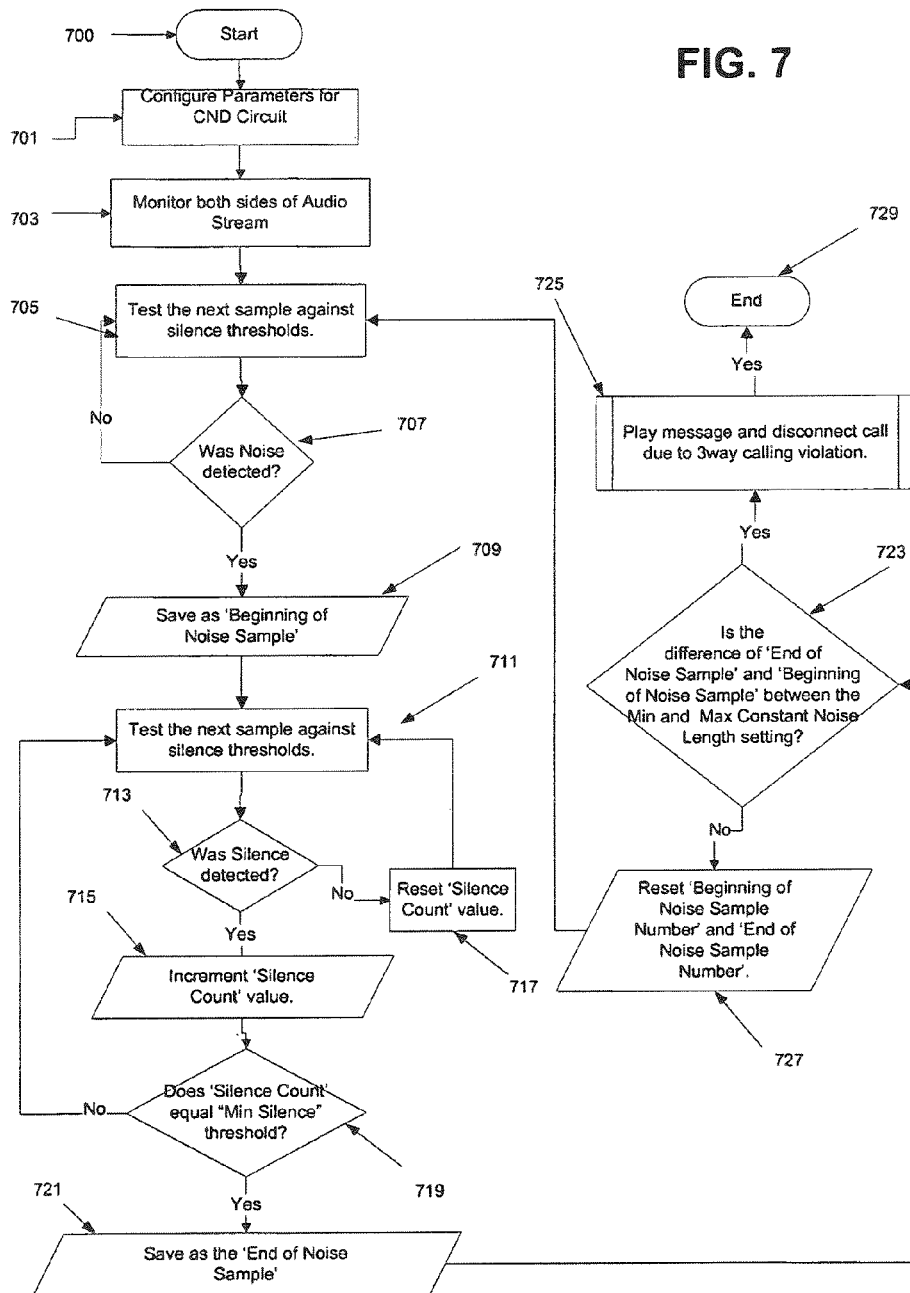 FIG. 7
700
Start
701
Configure Parameters for
CND Circuit
703
Monitor both sides of Audio
Stream
705
Test the next sample against
silence thresholds.
No
707
Was Noise
detected?
Yes
709
Save as 'Beginning of
Noise Sample'
711
Test the next sample against
silence thresholds.
713
Was Silence
detected?
No
Reset 'Silence
Count' value.
717
715
Yes
Increment 'Silence
Count' value.
Does 'Silence Count'
equal "Min Silence"
threshold?
No
719
Yes
721
Save as the 'End of Noise
Sample'
723
Is the
difference of 'End of
Noise Sample' and 'Beginning
of Noise Sample' between the
Min and Max Constant Noise
Length setting?
Yes
725
Play message and disconnect call
due to 3way calling violation.
Yes
729
End
No
Reset 'Beginning of
Noise Sample
Number' and 'End of
Noise Sample
Number'.
727